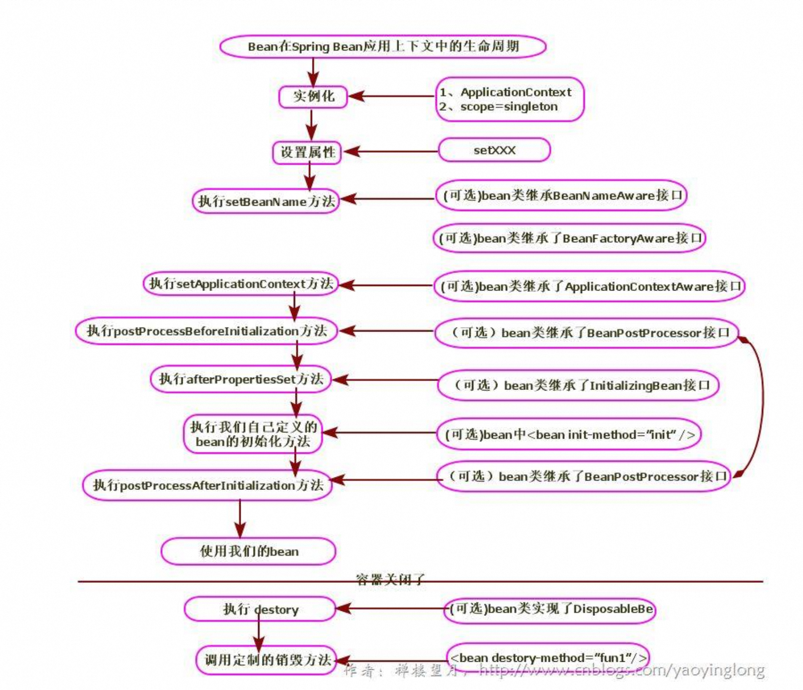 Bean在Spring Bean应用上下文中的生命周期
实例化
1、ApplicationContext
2、scope=singleton
设置属性
setXXX
执行setBeanName方法
(可选)bean类继承BeanNameAware接口
(可选)bean类继承了BeanFactoryAware接口
执行setApplicationContext方法
(可选)bean类继承了ApplicationContextAware接口
执行postProcessBeforeInitialization方法
（可选）bean类继承了BeanPostProcessor接口
执行afterPropertiesSet方法
（可选）bean类继承了InitializingBean接口
执行我们自己定义的
bean的初始化方法
(可选)bean中<bean init-method=“init” />
执行postProcessAfterInitialization方法
（可选）bean类继承了BeanPostProcessor接口
使用我们的bean
容器关闭了
执行 destory
(可选)bean类实现了DisposableBe
调用定制的销毁方法
<bean destory-method=“fun1”/>
作者：禅楼望月，http://www.cnblogs.com/yaoyinglong